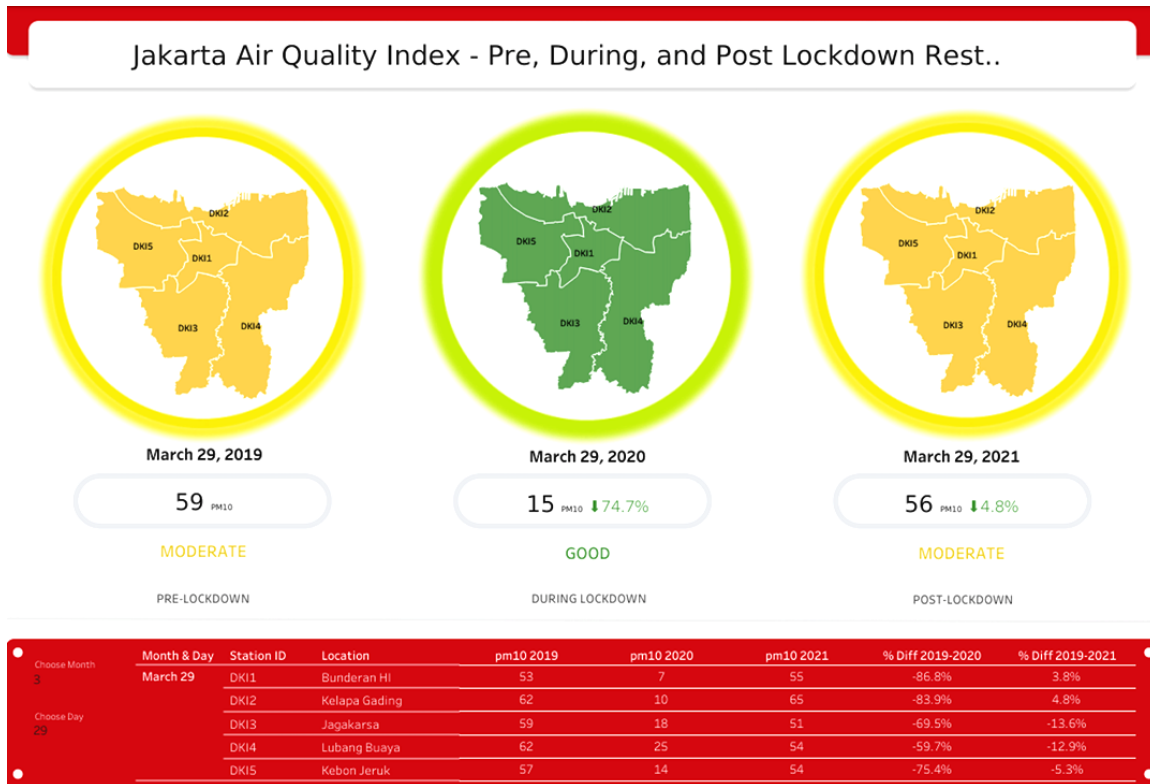 Jakarta Air Quality Index - Pre, During, and Post Lockdown Rest..
DKI2
DKI5
DKI1
DKI3
DKI4
DKI2
DKI5
DKI1
DKI3
DKI4
DKI2
DKI5
DKI1
DKI3
DKI4
March 29, 2019
March 29, 2020
March 29, 2021
59 PM10
15 PM10 ⬇74.7%
56 PM10 ⬇4.8%
MODERATE
GOOD
MODERATE
PRE-LOCKDOWN
DURING LOCKDOWN
POST-LOCKDOWN
Choose Month
3
Choose Day
29
Month & Day Station ID Location pm10 2019 pm10 2020 pm10 2021 % Diff 2019-2020 % Diff 2019-2021
March 29 DKI1 Bunderan HI 53 7 55 -86.8% 3.8%
DKI2 Kelapa Gading 62 10 65 -83.9% 4.8%
DKI3 Jagakarsa 59 18 51 -69.5% -13.6%
DKI4 Lubang Buaya 62 25 54 -59.7% -12.9%
DKI5 Kebon Jeruk 57 14 54 -75.4% -5.3%